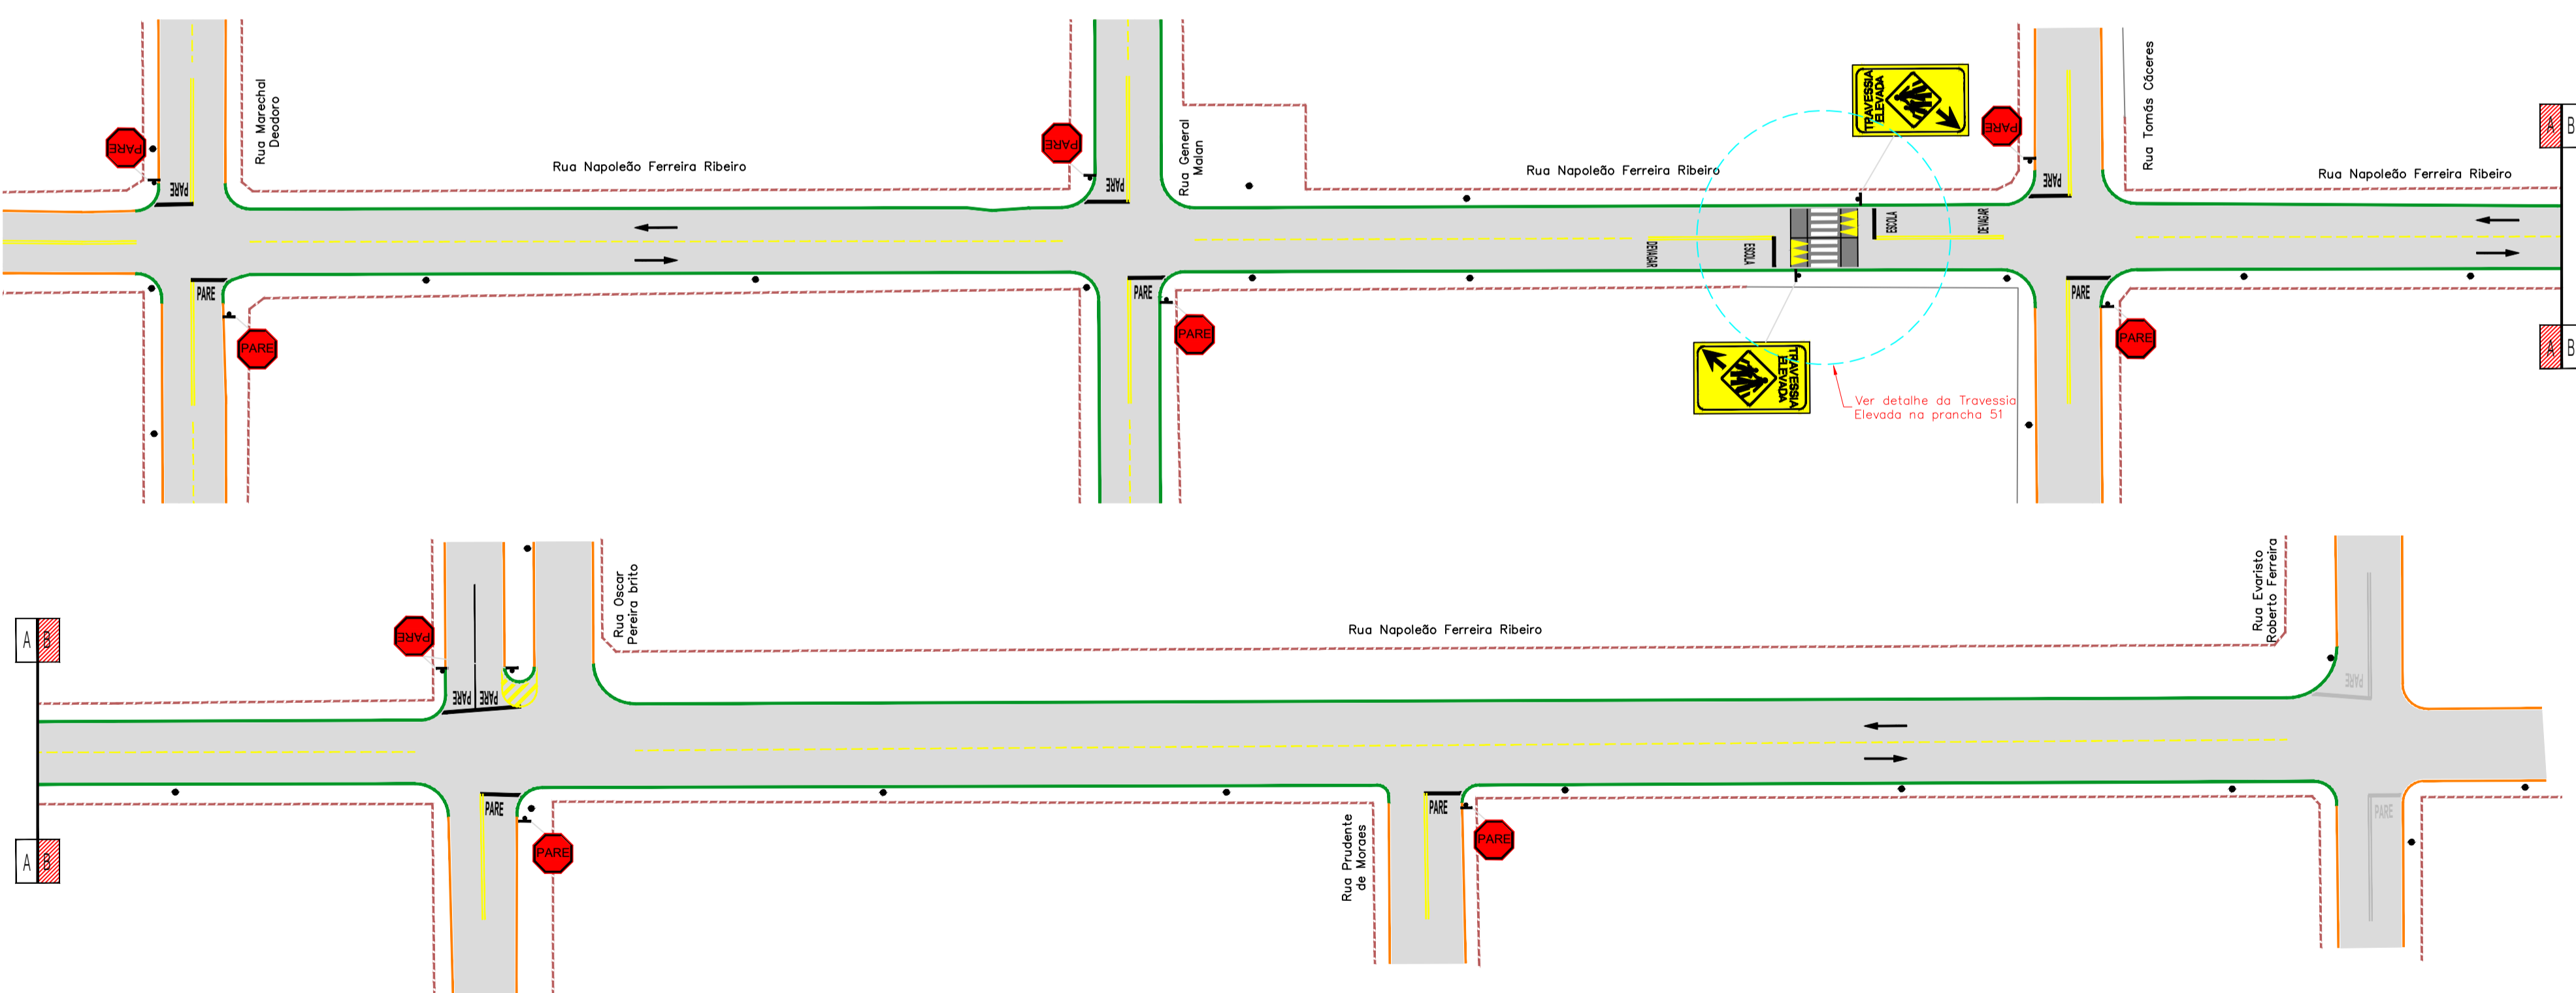 PARE
PARE
Rua Marechal
Deodoro
Rua Napoleão Ferreira Ribeiro
PARE
PARE
PARE
PARE
Rua General
Malan
PARE
PARE
Rua Napoleão Ferreira Ribeiro
TRAVESSIA
ELEVADA
DEVAGAR
ESCOLA
ESCOLA
DEVAGAR
TRAVESSIA
ELEVADA
Ver detalhe da Travessia
Elevada na prancha 51
PARE
PARE
Rua Tomás Cáceres
Rua Napoleão Ferreira Ribeiro
PARE
PARE
A B
A B
A B
A B
PARE
PARE PARE
Rua Oscar
Pereira brito
PARE
PARE
Rua Napoleão Ferreira Ribeiro
Rua Prudente
de Moraes
PARE
PARE
Rua Evaristo
Roberto Ferreira
PARE
PARE